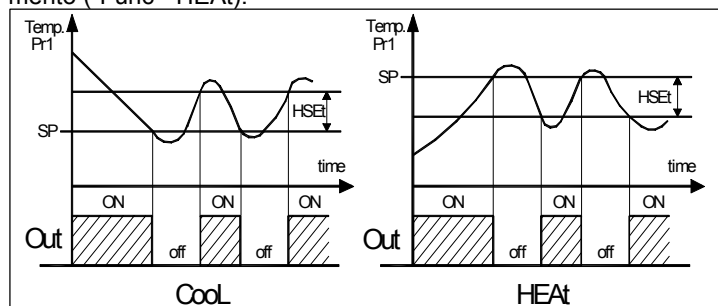 mento ("Func"=HEAt):
Temp.
Pr1
HSEt
SP
time
ON
ON
ON
Out
off
off
CooL
Temp.
Pr1
SP
HSEt
time
ON
ON
ON
Out
off
off
HEAt